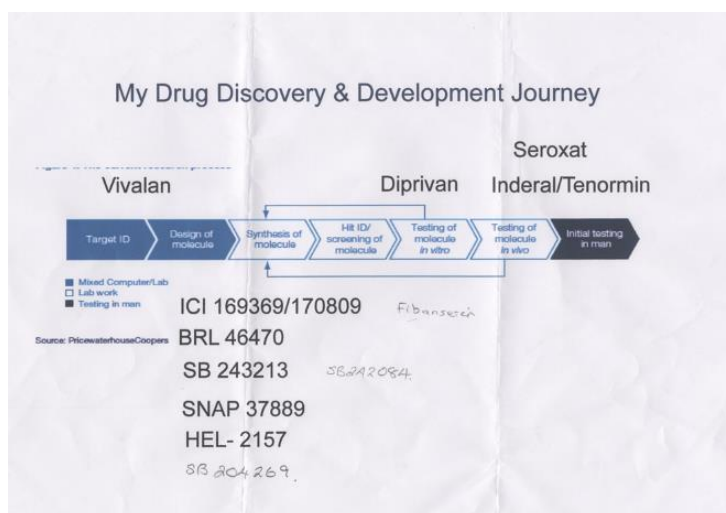 My Drug Discovery & Development Journey
Seroxat
Vivalan Diprivan Inderal/Tenormin
Target ID
Design of
molecule
Synthesis of
molecule
Hit ID/
screening of
molecule
Testing of
molecule
in vitro
Testing of
molecule
in vivo
Initial testing
in man
Mixed Computer/Lab
Lab work
Testing in man
Source: PricewaterhouseCoopers
ICI 169369/170809
BRL 46470
SB 243213 SB242084.
SNAP 37889
HEL- 2157
SB 204269.